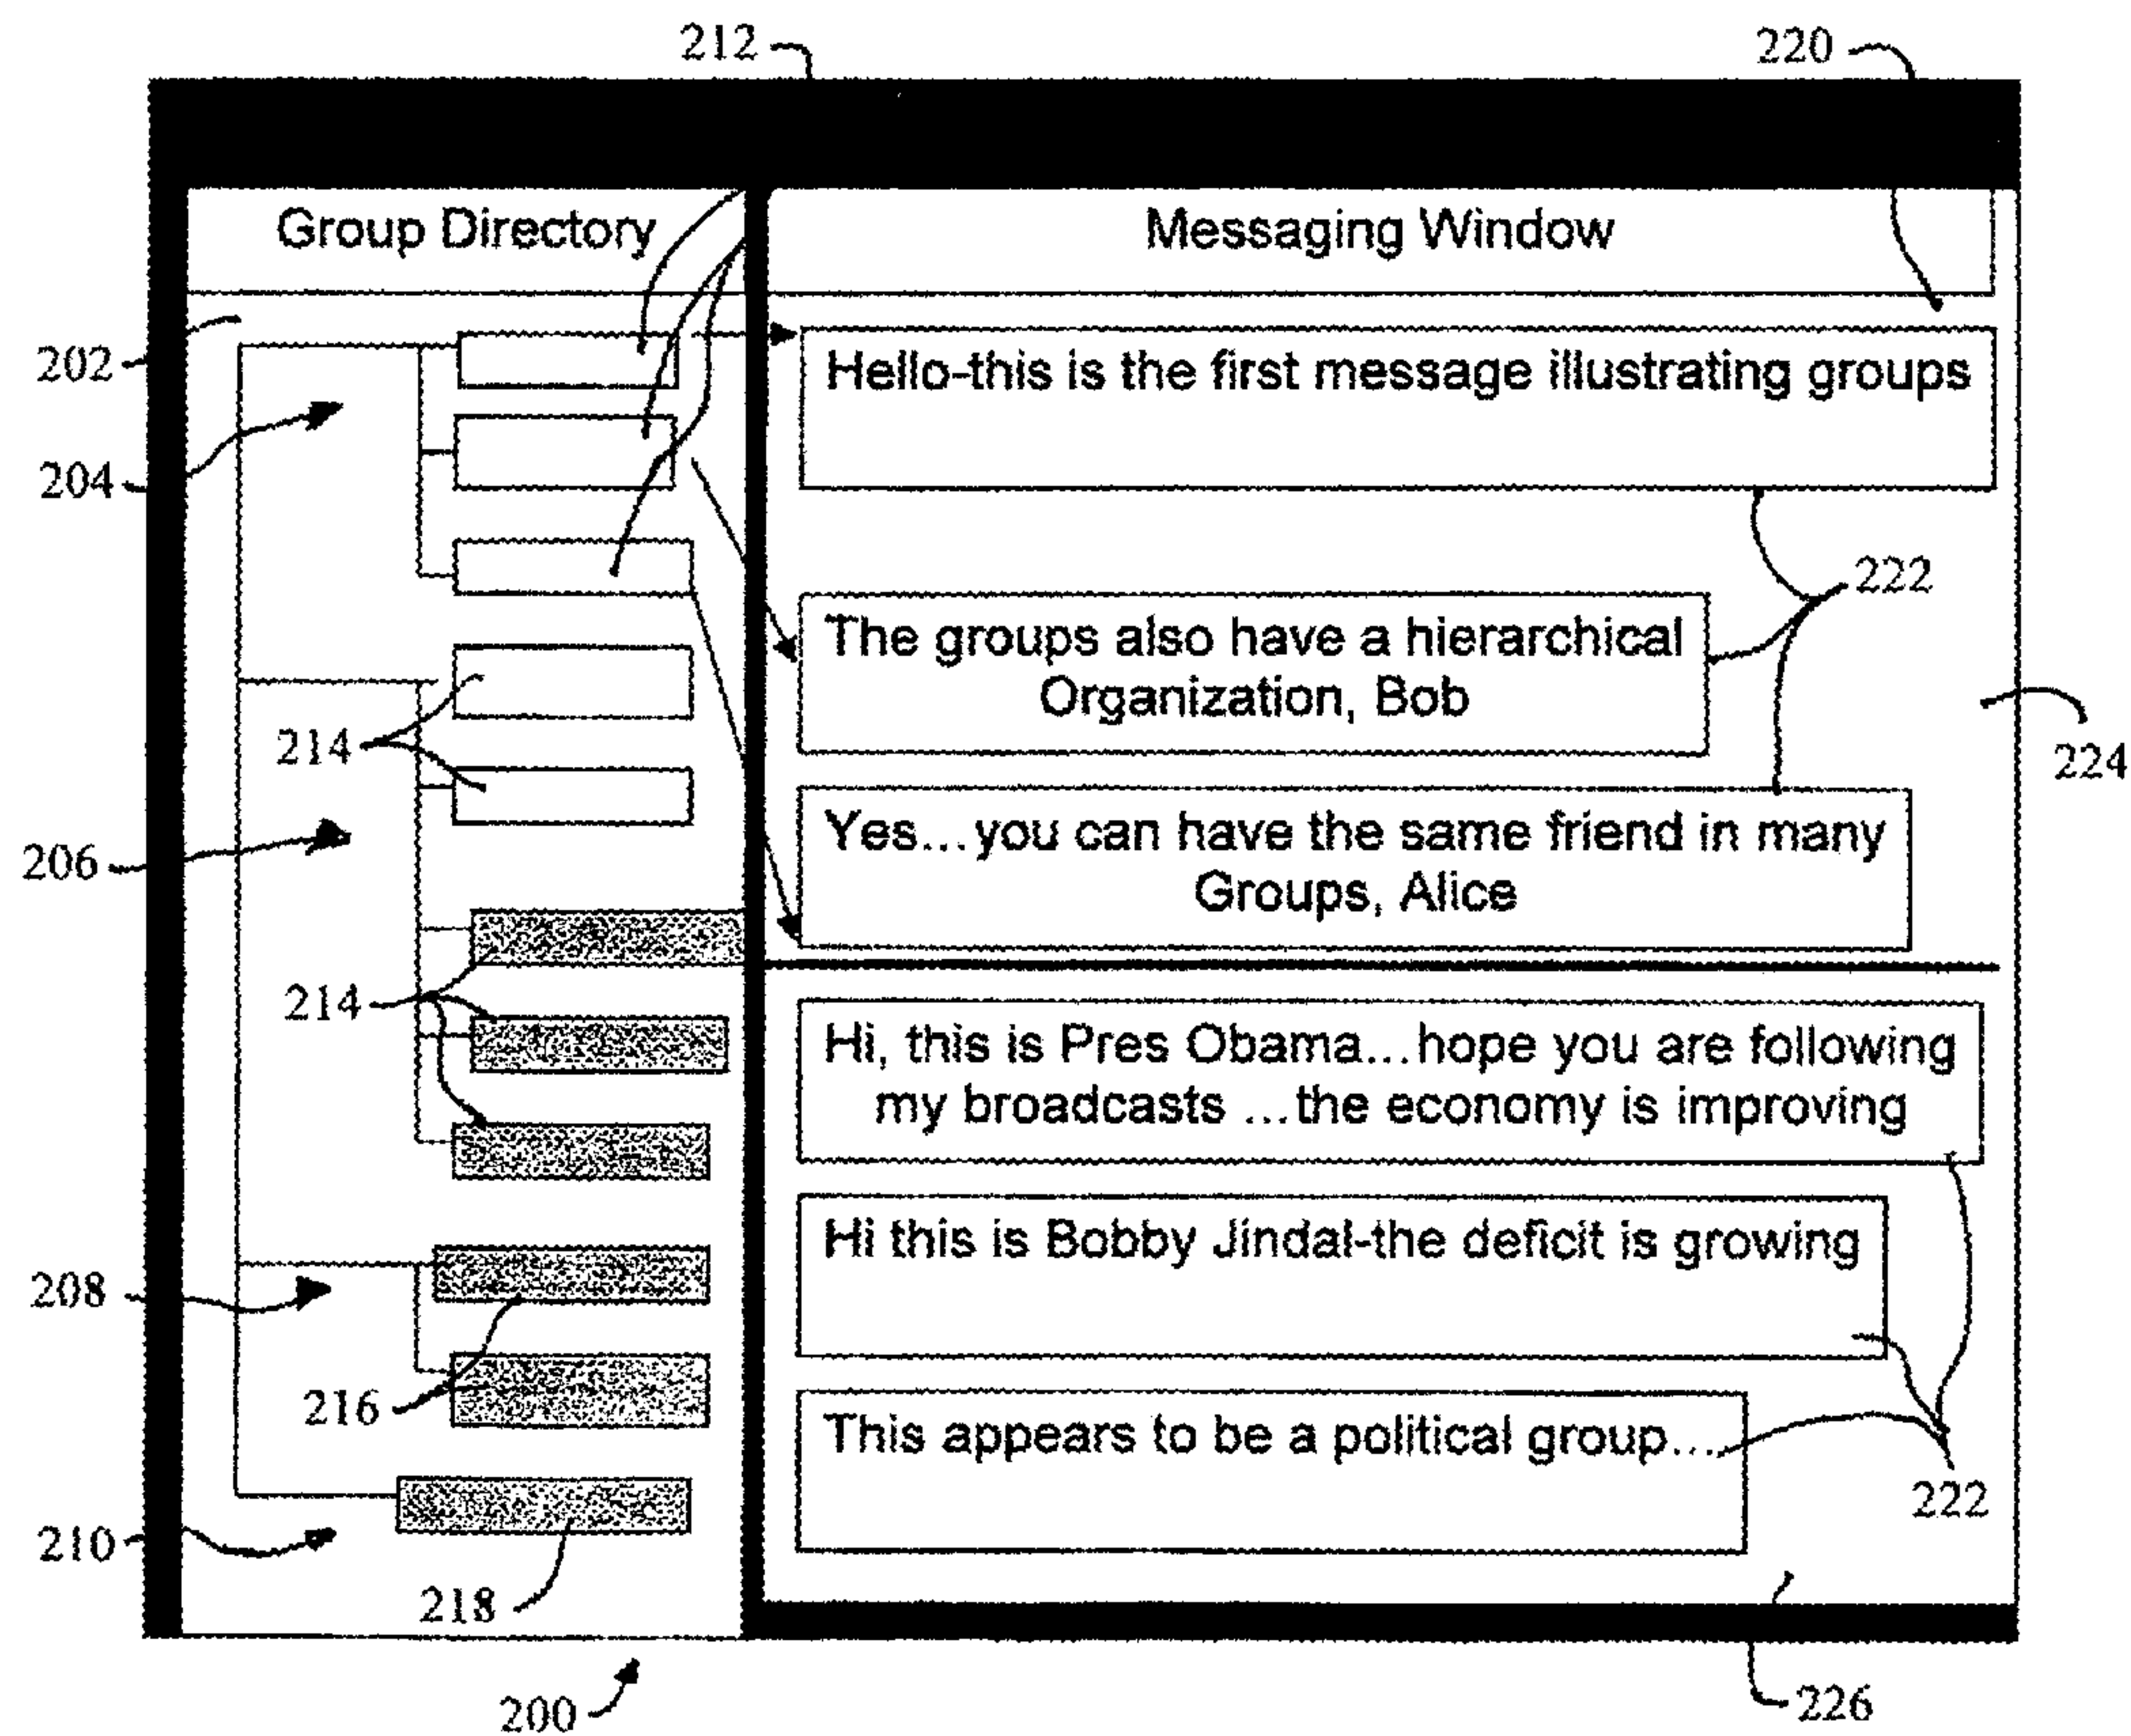 212
220
Group Directory
Messaging Window
202
Hello-this is the first message illustrating groups
204
222
The groups also have a hierarchical
Organization, Bob
214
224
Yes...you can have the same friend in many
Groups, Alice
206
214
Hi, this is Pres Obama...hope you are following
my broadcasts ...the economy is improving
Hi this is Bobby Jindal-the deficit is growing
208
216
This appears to be a political group...
222
210
218
200
226